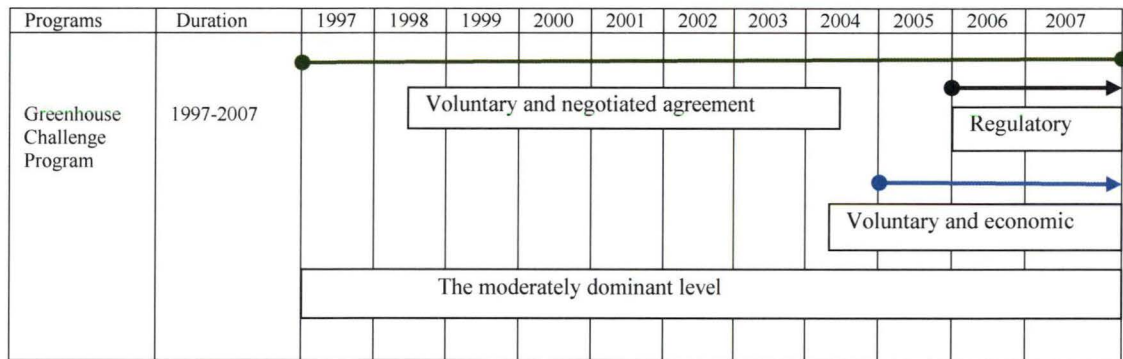 Programs Duration 1997 1998 1999 2000 2001 2002 2003 2004 2005 2006 2007
Greenhouse
Challenge
Program
1997-2007
Voluntary and negotiated agreement
Regulatory
Voluntary and economic
The moderately dominant level